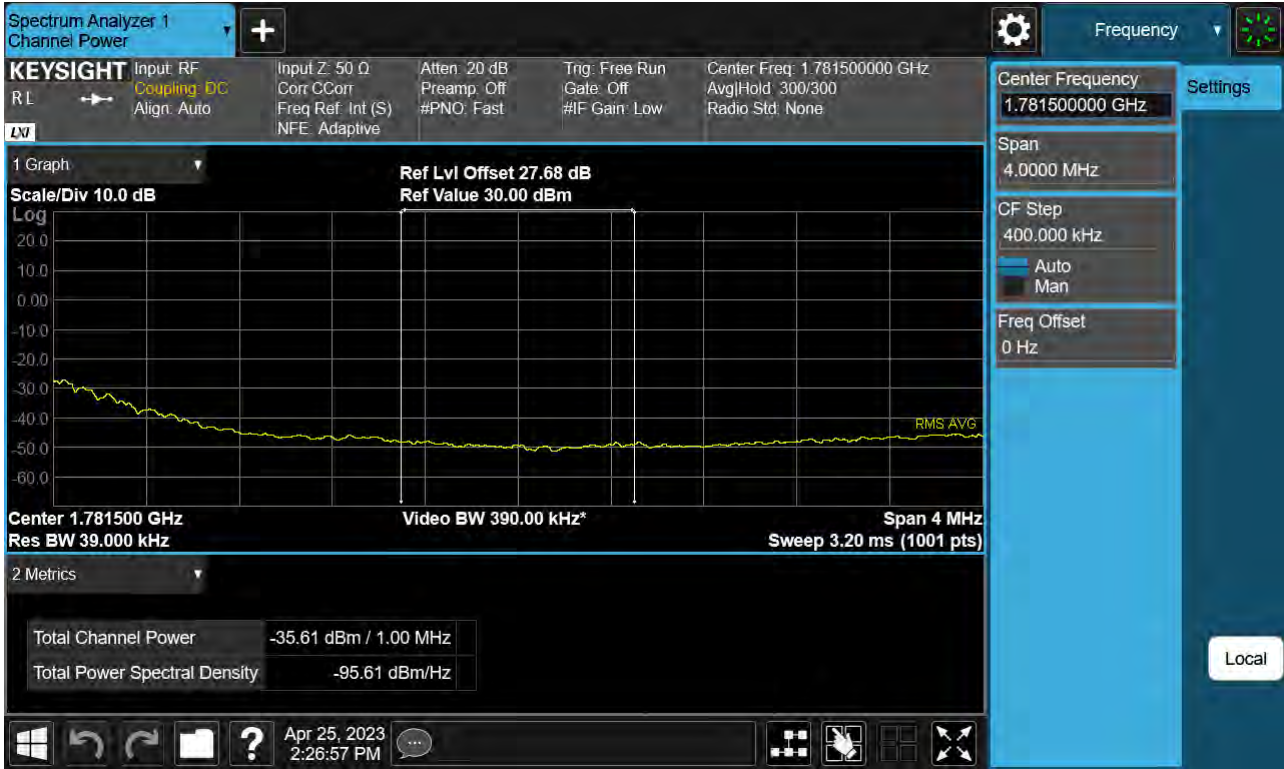 Spectrum Analyzer 1
Channel Power
Frequency
KEYSIGHT
R L
LXI
Input: RF
Coupling: DC
Align: Auto
Input Z: 50 Ω
Corr CCorr
Freq Ref: Int (S)
NFE: Adaptive
Atten: 20 dB
Preamp: Off
#PNO: Fast
Trig: Free Run
Gate: Off
#IF Gain: Low
Center Freq: 1.781500000 GHz
Avg|Hold: 300/300
Radio Std: None
Center Frequency
1.781500000 GHz
Settings
Span
4.0000 MHz
CF Step
400.000 kHz
Auto
Man
Freq Offset
0 Hz
1 Graph
Scale/Div 10.0 dB
Ref Lvl Offset 27.68 dB
Ref Value 30.00 dBm
Log
20.0
10.0
0.00
-10.0
-20.0
-30.0
-40.0
-50.0
-60.0
RMS AVG
Center 1.781500 GHz
Video BW 390.00 kHz*
Span 4 MHz
Res BW 39.000 kHz
Sweep 3.20 ms (1001 pts)
2 Metrics
Total Channel Power -35.61 dBm / 1.00 MHz
Total Power Spectral Density -95.61 dBm/Hz
Local
?
Apr 25, 2023
2:26:57 PM